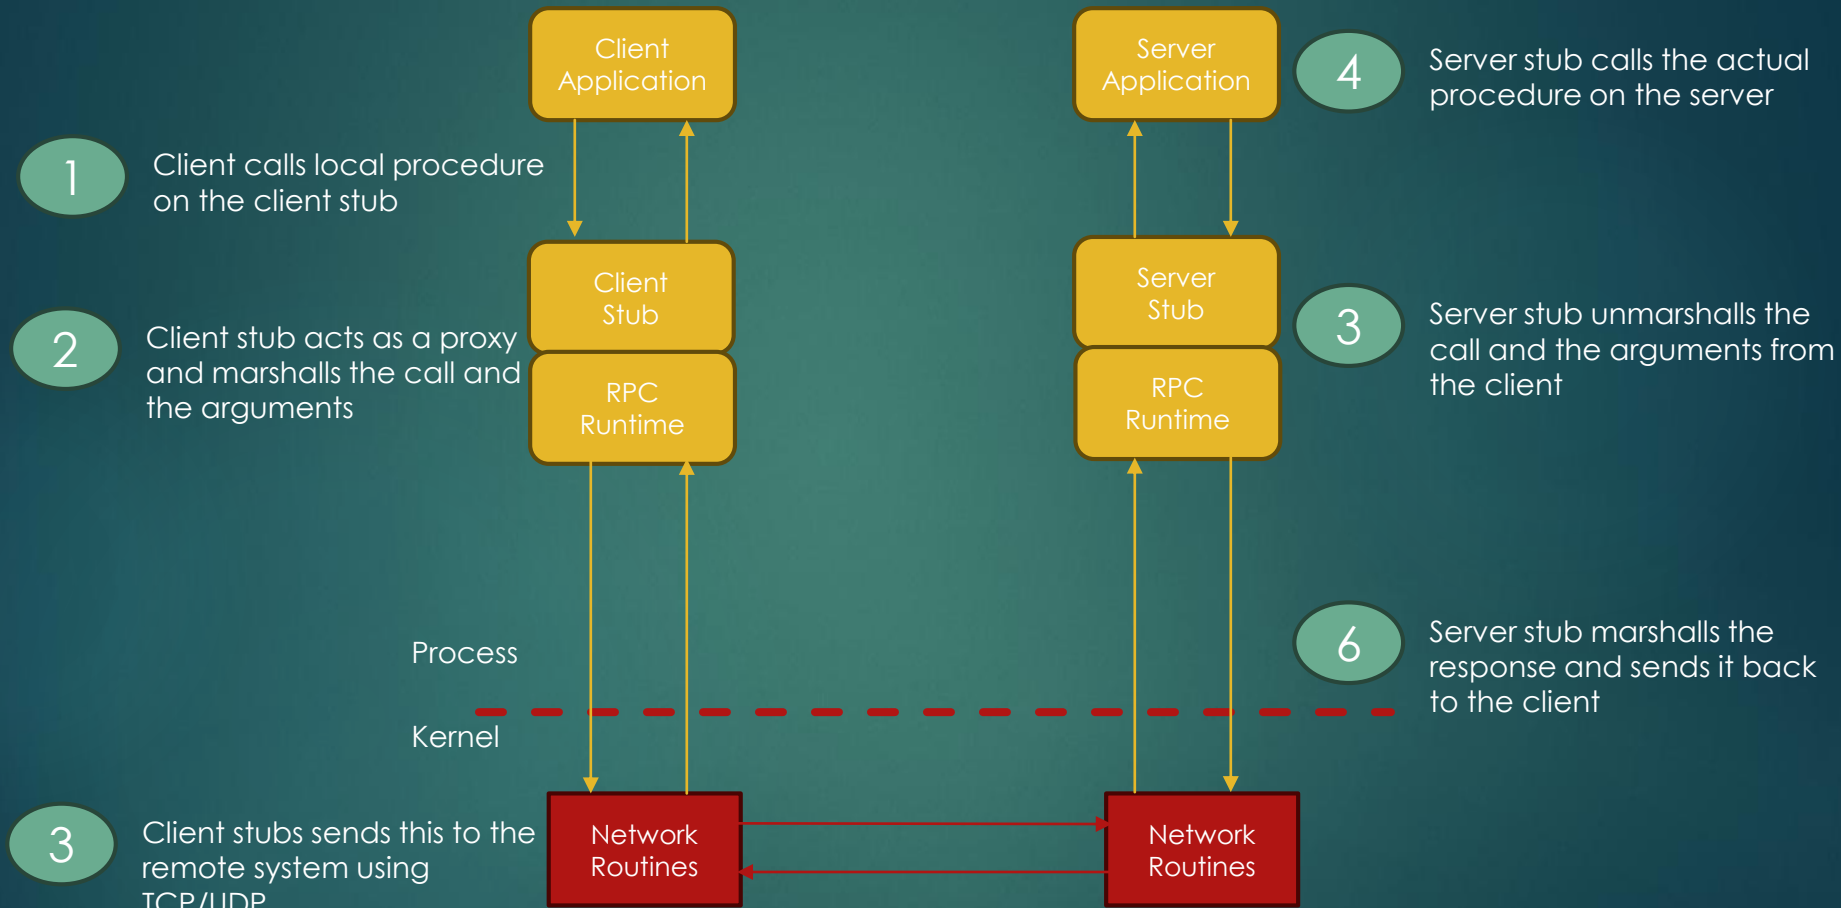 Client
Application
Server
Application
4
Server stub calls the actual
procedure on the server
1
Client calls local procedure
on the client stub
Client
Stub
Server
Stub
3
Server stub unmarshalls the
call and the arguments from
the client
2
Client stub acts as a proxy
and marshalls the call and
the arguments
RPC
Runtime
RPC
Runtime
Process
6
Server stub marshalls the
response and sends it back
to the client
Kernel
3
Client stubs sends this to the
remote system using
TCP/UDP
Network
Routines
Network
Routines